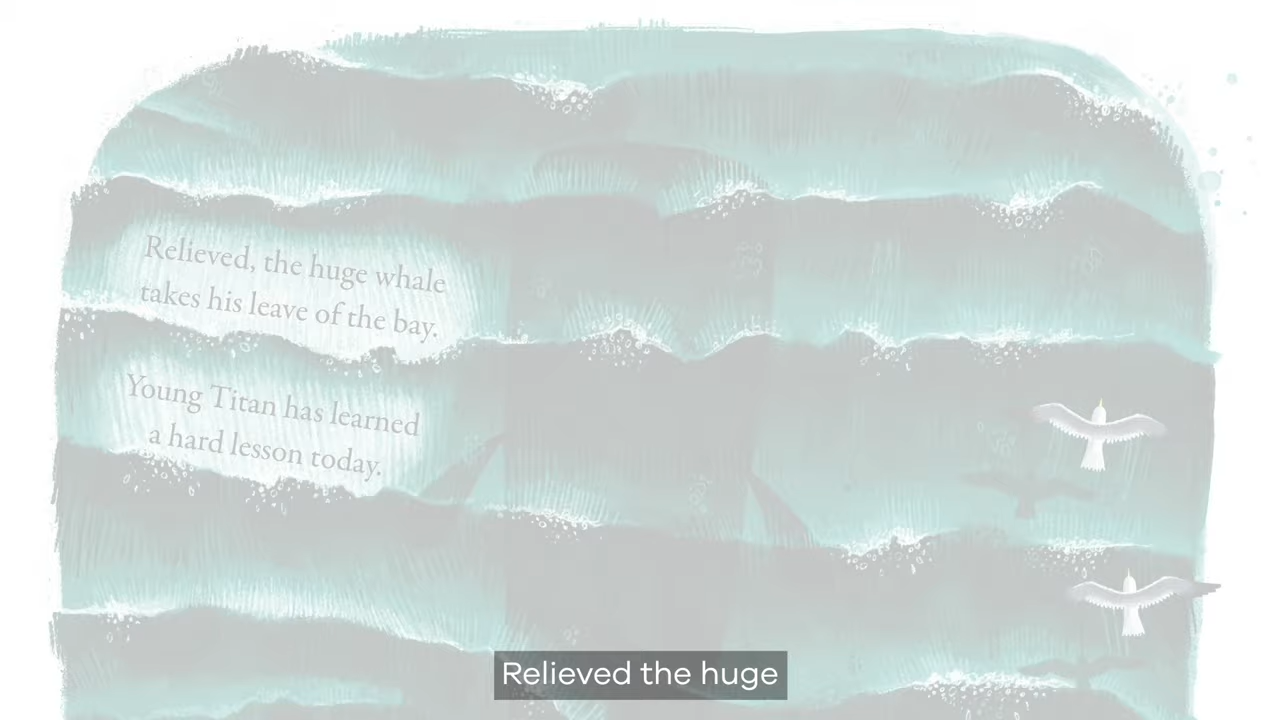 Relieved, the huge whale
takes his leave of the bay.
Young Titan has learned
a hard lesson today.
Relieved the huge